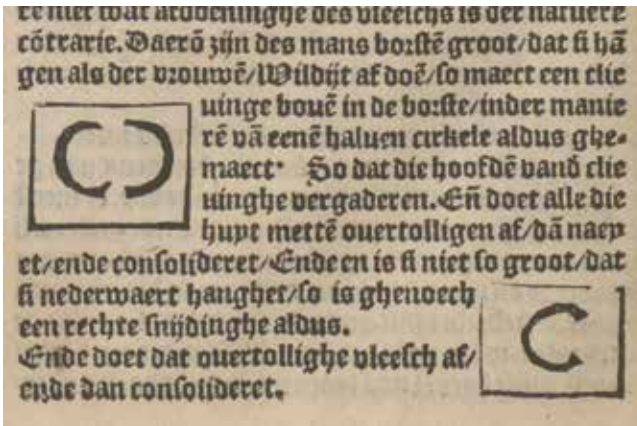 te niet wat aℓdoeninghe des vleeschs is der natuere
cōtrarie. Daerō zijn des mans borstē groot/dat si hā
gen als der vrouwē/Wildijt af doē/so maect een clie
uinge bouē in de borste/inder manie
rē vā eenē haluen cirkele aldus ghe-
maect· So dat die hoofdē vand̄ clie
uinghe vergaderen. Eñ doet alle die
huyt mettē ouertolligen af/dā naey
et/ende consolideret/Ende en is si niet so groot/dat
si nederwaert hanghet/so is ghenoech
een rechte snijdinghe aldus.
Ende doet dat ouertollighe vleesch af/
ende dan consolideret.